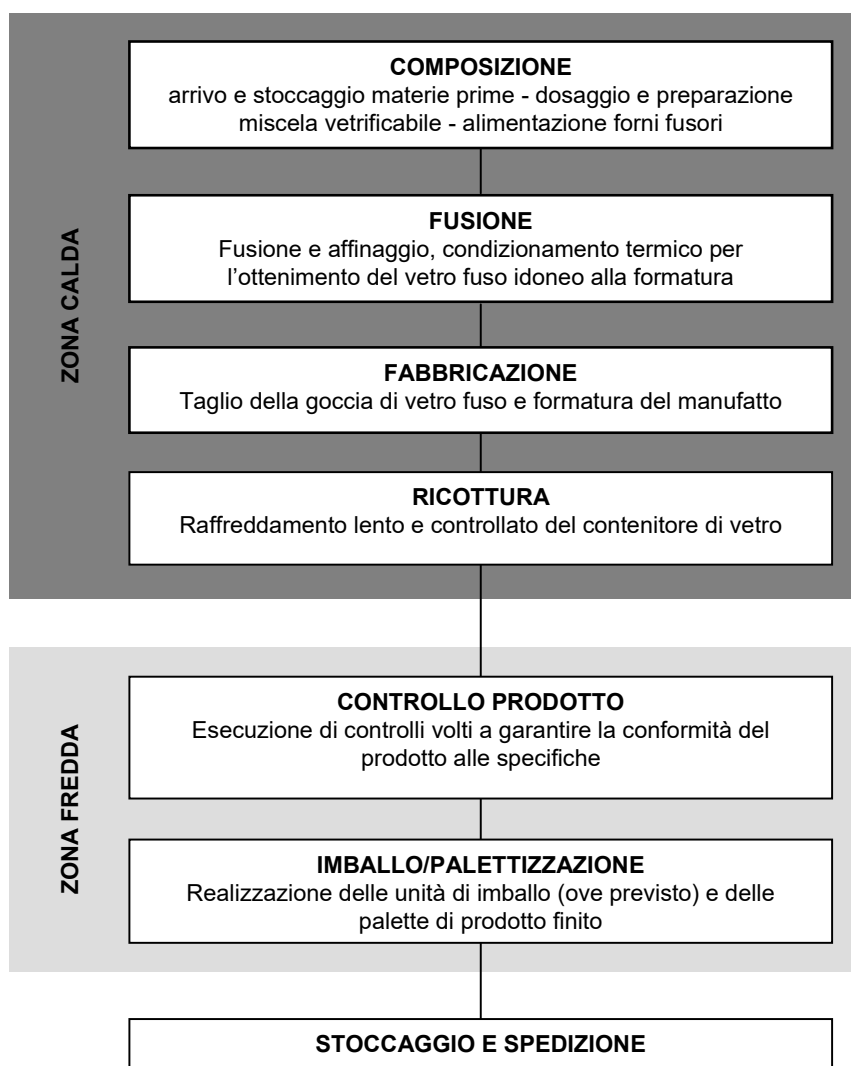 ZONA CALDA
COMPOSIZIONE
arrivo e stoccaggio materie prime - dosaggio e preparazione
miscela vetrificabile - alimentazione forni fusori
FUSIONE
Fusione e affinaggio, condizionamento termico per
l’ottenimento del vetro fuso idoneo alla formatura
FABBRICAZIONE
Taglio della goccia di vetro fuso e formatura del manufatto
RICOTTURA
Raffreddamento lento e controllato del contenitore di vetro
ZONA FREDDA
CONTROLLO PRODOTTO
Esecuzione di controlli volti a garantire la conformità del
prodotto alle specifiche
IMBALLO/PALETTIZZAZIONE
Realizzazione delle unità di imballo (ove previsto) e delle
palette di prodotto finito
STOCCAGGIO E SPEDIZIONE